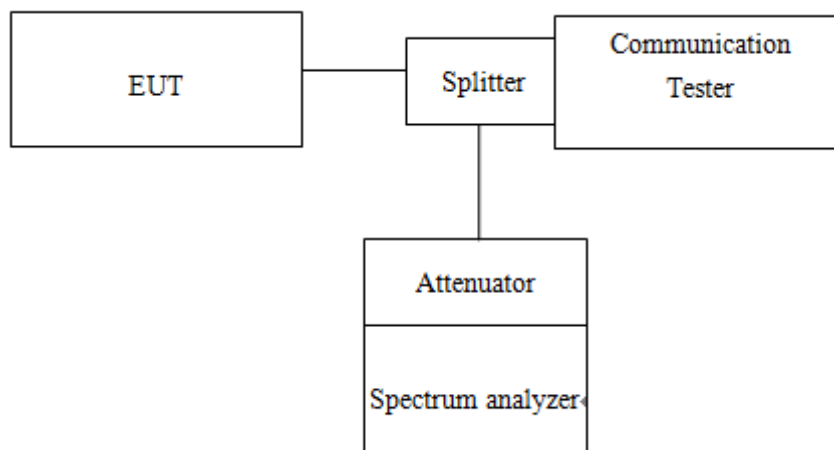 EUT
Splitter
Communication
Tester
Attenuator
Spectrum analyzer